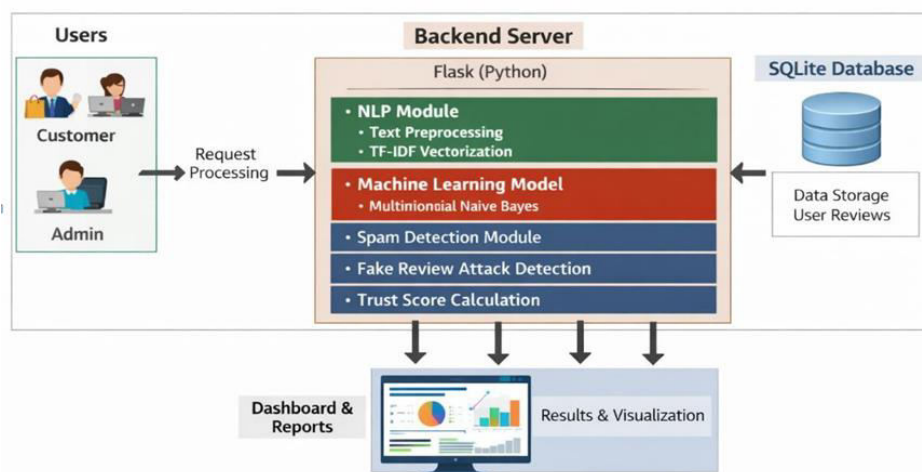 Users
Backend Server
Flask (Python)
SQLite Database
Customer
Admin
Request
Processing
• NLP Module
• Text Preprocessing
• TF-IDF Vectorization
• Machine Learning Model
• Multinionoial Naive Bayes
• Spam Detection Module
• Fake Review Attack Detection
• Trust Score Calculation
Data Storage
User Reviews
Dashboard &
Reports
Results & Visualization